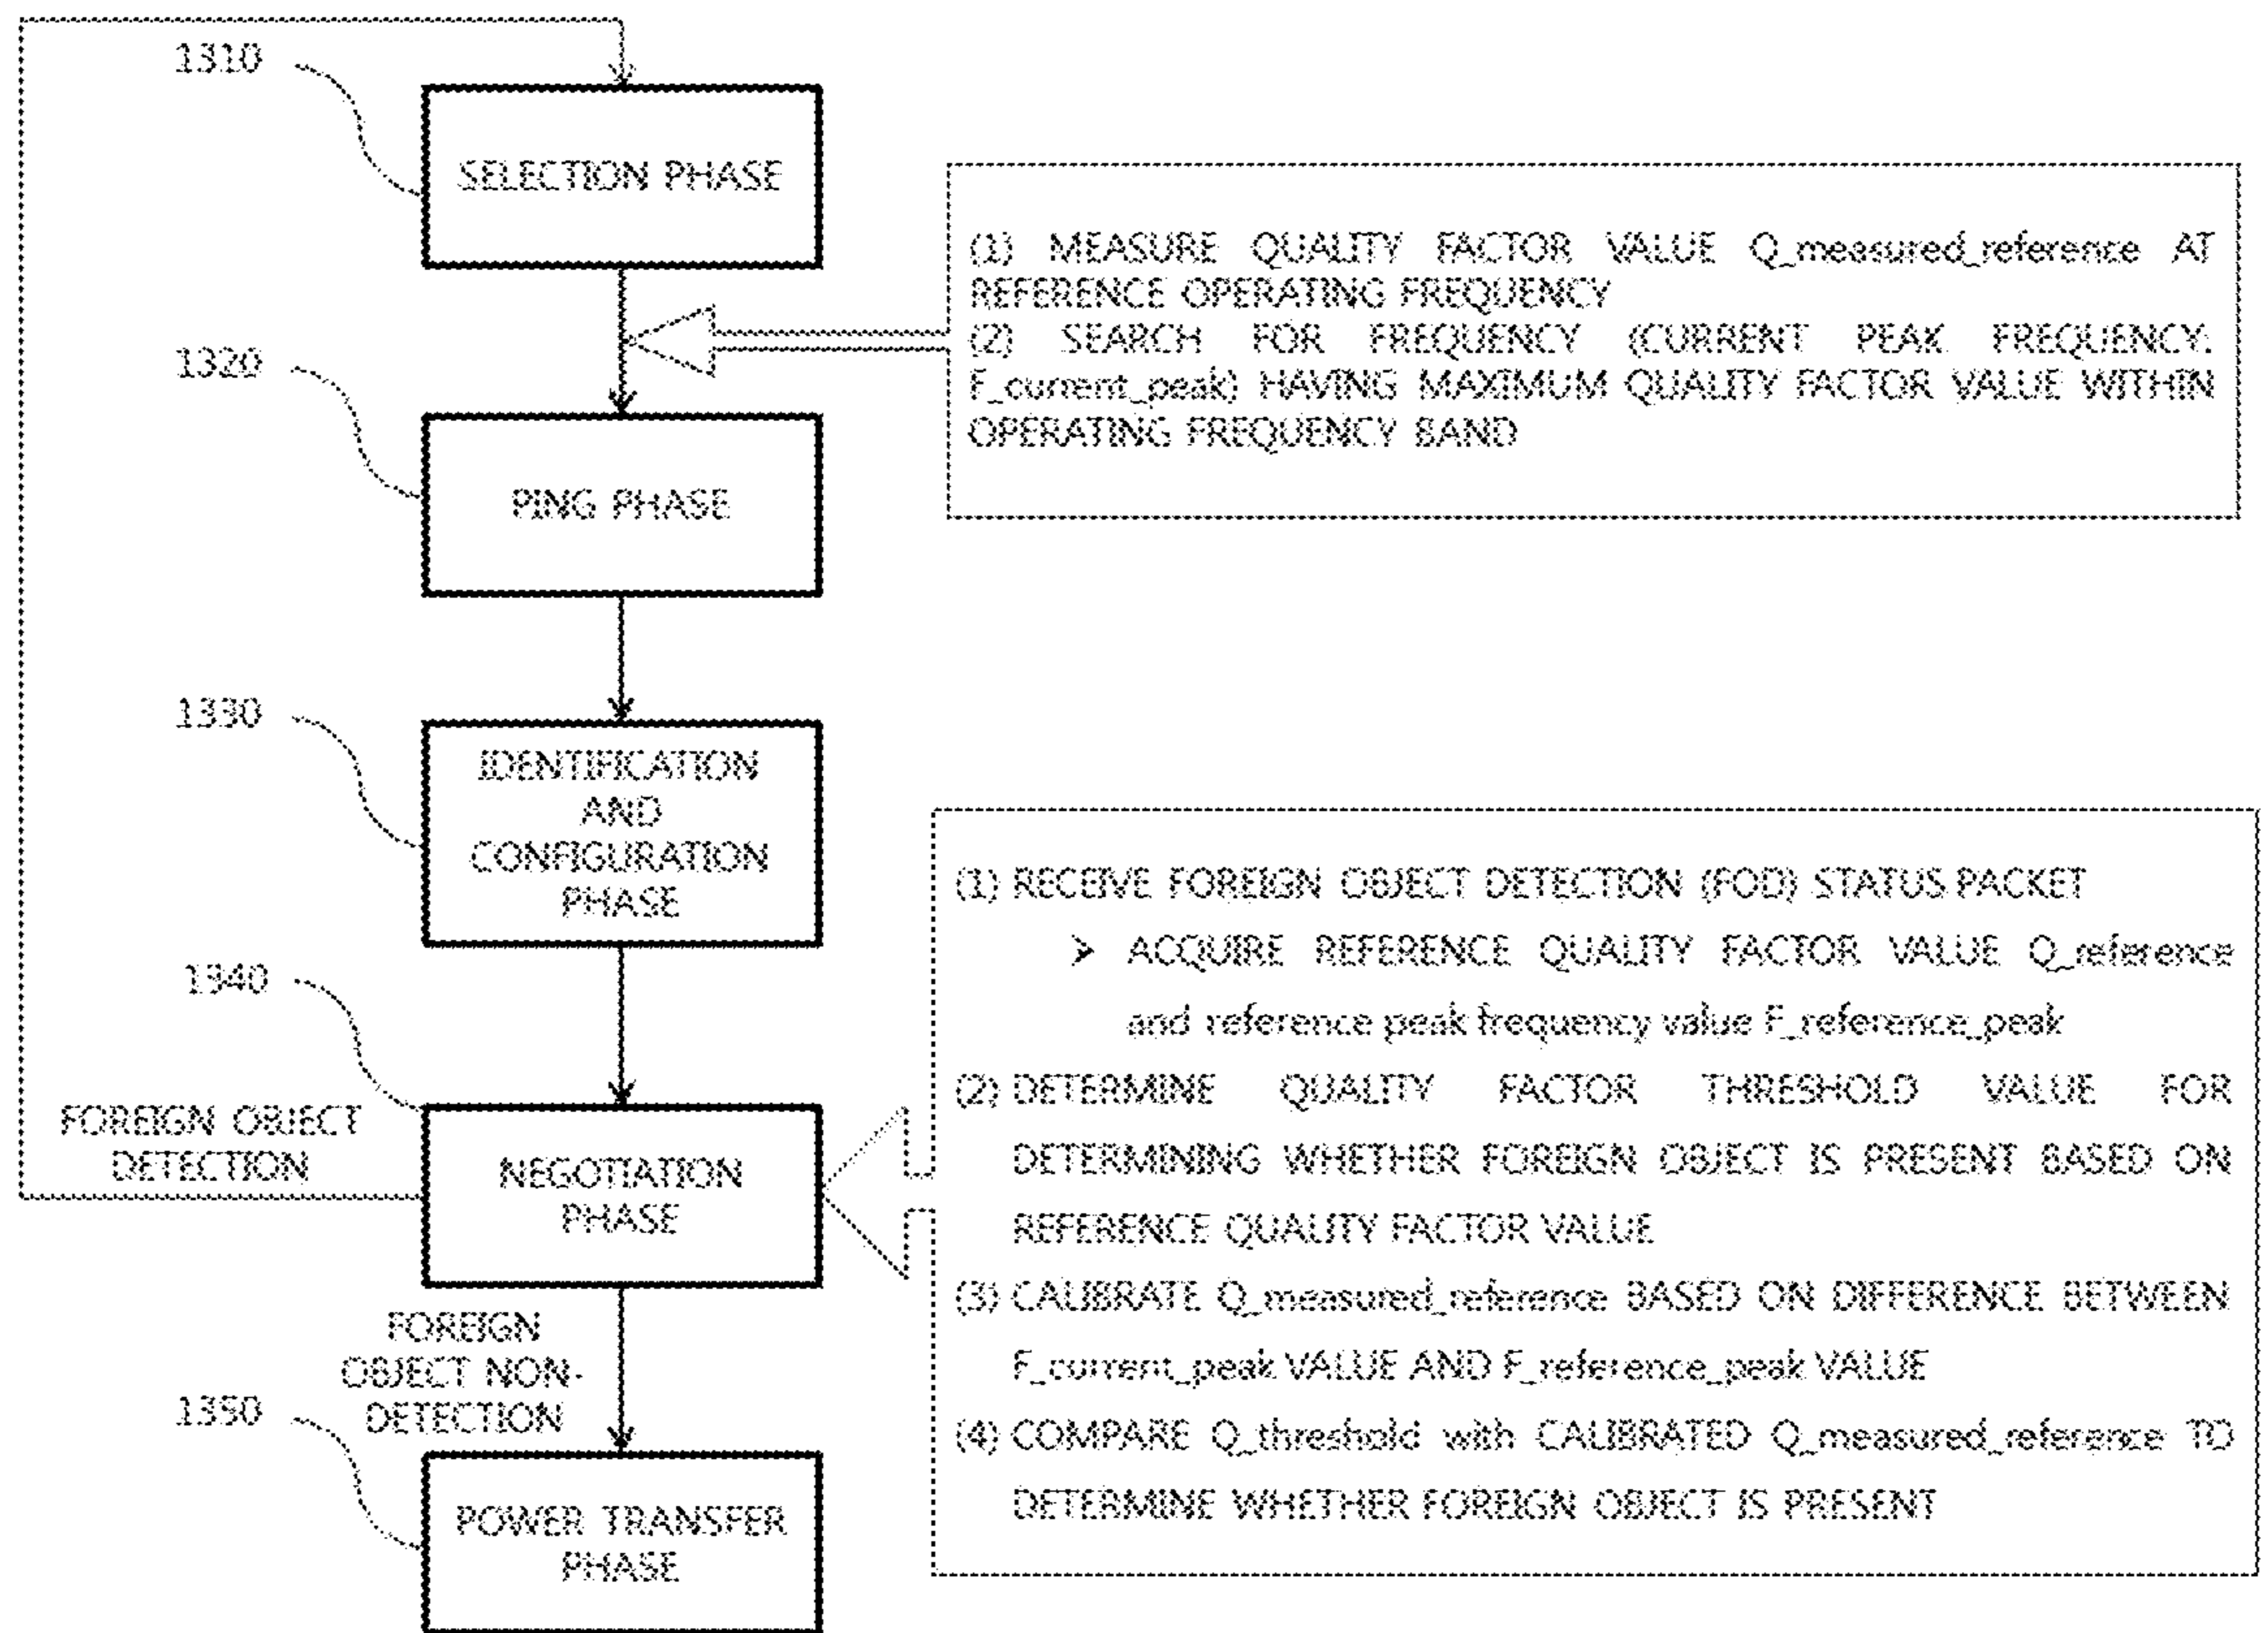 1310
SELECTION PHASE
(1) MEASURE QUALITY FACTOR VALUE Q_measured_reference AT
REFERENCE OPERATING FREQUENCY
(2) SEARCH FOR FREQUENCY (CURRENT PEAK FREQUENCY:
F_current_peak) HAVING MAXIMUM QUALITY FACTOR VALUE WITHIN
OPERATING FREQUENCY BAND
1320
PING PHASE
1330
IDENTIFICATION
AND
CONFIGURATION
PHASE
1340
FOREIGN OBJECT
DETECTION
NEGOTIATION
PHASE
(1) RECEIVE FOREIGN OBJECT DETECTION (FOD) STATUS PACKET
➢ ACQUIRE REFERENCE QUALITY FACTOR VALUE Q_reference
and reference peak frequency value F_reference_peak
(2) DETERMINE QUALITY FACTOR THRESHOLD VALUE FOR
DETERMINING WHETHER FOREIGN OBJECT IS PRESENT BASED ON
REFERENCE QUALITY FACTOR VALUE
(3) CALIBRATE Q_measured_reference BASED ON DIFFERENCE BETWEEN
F_current_peak VALUE AND F_reference_peak VALUE
(4) COMPARE Q_threshold with CALIBRATED Q_measured_reference TO
DETERMINE WHETHER FOREIGN OBJECT IS PRESENT
FOREIGN
OBJECT NON-
DETECTION
1350
POWER TRANSFER
PHASE